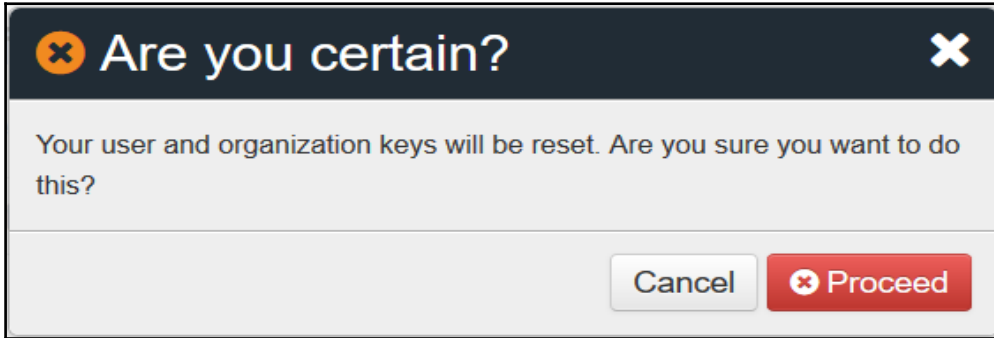 Are you certain?
Your user and organization keys will be reset. Are you sure you want to do
this?
Cancel
Proceed